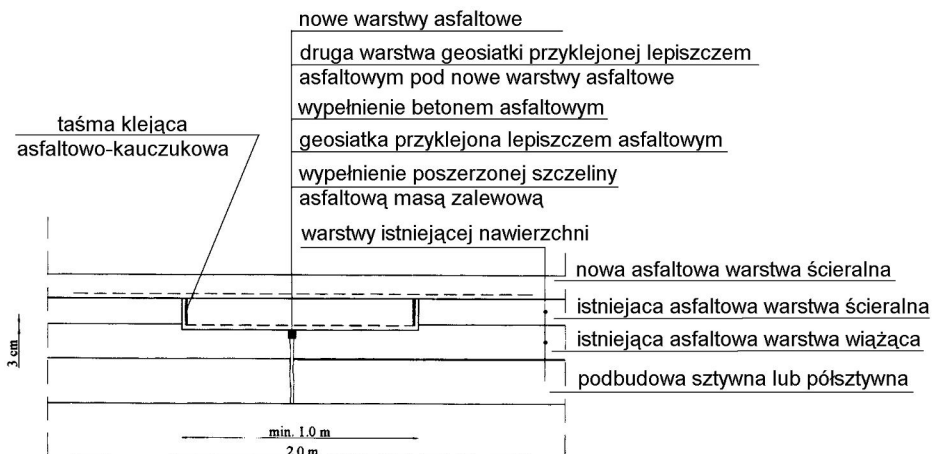 nowe warstwy asfaltowe
druga warstwa geosiatki przyklejonej lepiszczem
asfaltowym pod nowe warstwy asfaltowe
wypełnienie betonem asfaltowym
taśma klejąca
asfaltowo-kauczukowa
geosiatka przyklejona lepiszczem asfaltowym
wypełnienie poszerzonej szczeliny
asfaltową masą zalewową
warstwy istniejącej nawierzchni
nowa asfaltowa warstwa ścieralna
istniejaca asfaltowa warstwa ścieralna
istniejąca asfaltowa warstwa wiążąca
podbudowa sztywna lub półsztywna
3 cm
min. 1.0 m
2.0 m